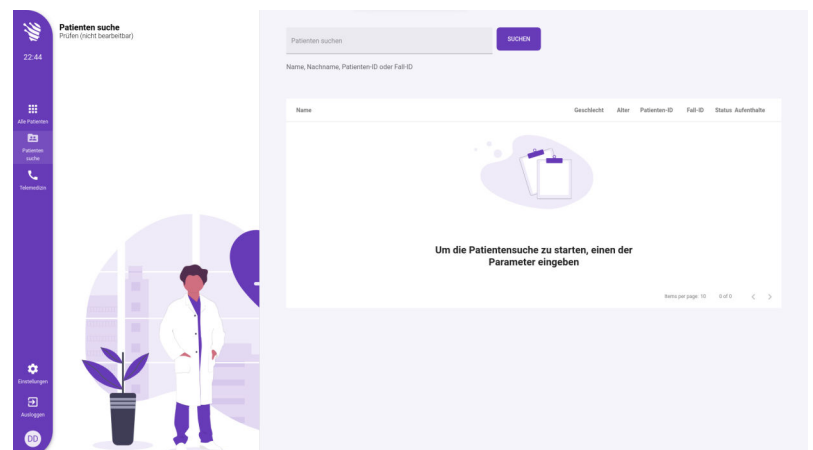 Patienten suche
Prüfen (nicht bearbeitbar)
22:44
Alle Patienten
Patienten
suche
Telemedizin
Einstellungen
Ausloggen
DD
Patienten suchen
SUCHEN
Name, Nachname, Patienten-ID oder Fall-ID
Name Geschlecht Alter Patienten-ID Fall-ID Status Aufenthalte
Um die Patientensuche zu starten, einen der
Parameter eingeben
Items per page: 10 0 of 0